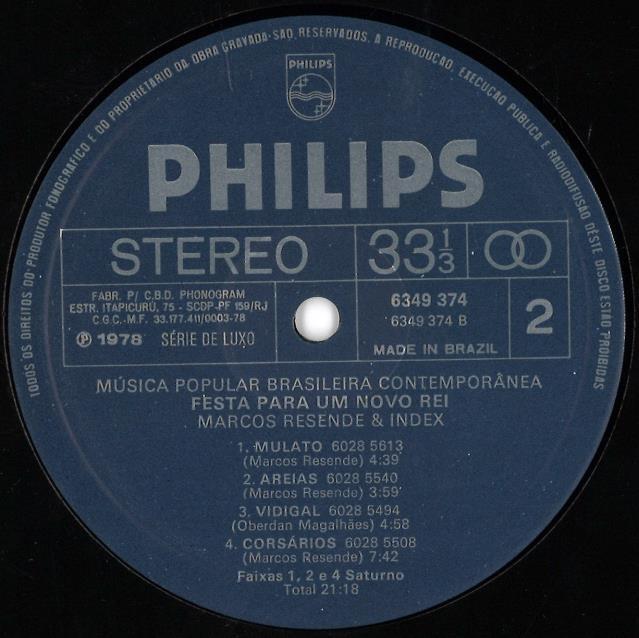 TODOS OS DIREITOS DO PRODUTOR FONOGRÁFICO E DO PROPRIETÁRIO DA OBRA GRAVADA SÃO RESERVADOS. A REPRODUÇÃO, EXECUÇÃO PÚBLICA E RADIODIFUSÃO DÊSTE DISCO ESTÃO PROIBIDAS
PHILIPS
PHILIPS
STEREO
33 1/3
FABR. P/ C.B.D. PHONOGRAM
ESTR. ITAPICURÚ, 75 - SCDP-PF 159/RJ
C.G.C.-M.F. 33.177.411/0003-78
℗ 1978 SÉRIE DE LUXO
6349 374
6349 374 B
2
MADE IN BRAZIL
MÚSICA POPULAR BRASILEIRA CONTEMPORÂNEA
FESTA PARA UM NOVO REI
MARCOS RESENDE & INDEX
1. MULATO 6028 5613
(Marcos Resende) 4:39
2. AREIAS 6028 5540
(Marcos Resende) 3:59
3. VIDIGAL 6028 5494
(Oberdan Magalhães) 4:58
4. CORSÁRIOS 6028 5508
(Marcos Resende) 7:42
Faixas 1, 2 e 4 Saturno
Total 21:18